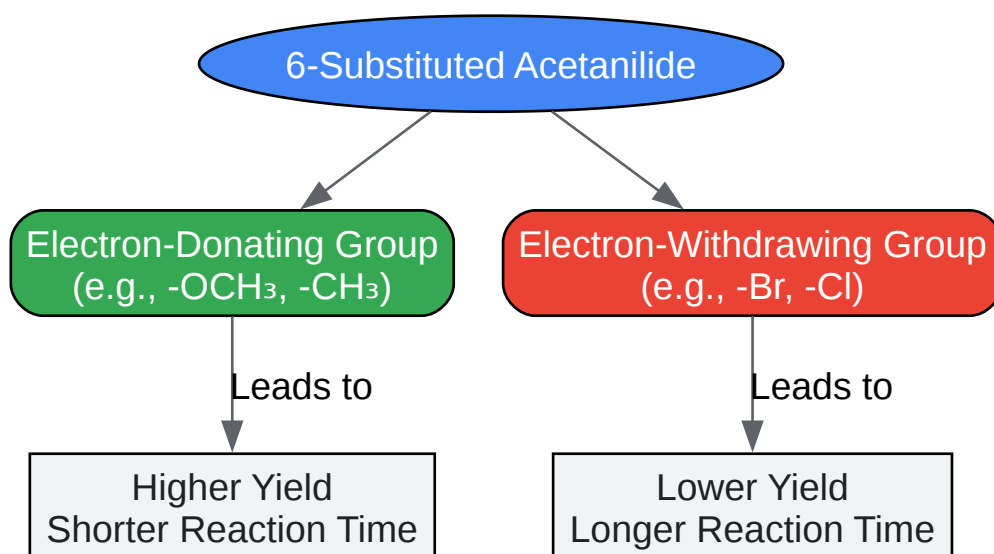 6-Substituted Acetanilide
Electron-Donating Group
(e.g., -OCH₃, -CH₃)
Electron-Withdrawing Group
(e.g., -Br, -Cl)
Leads to
Leads to
Higher Yield
Shorter Reaction Time
Lower Yield
Longer Reaction Time